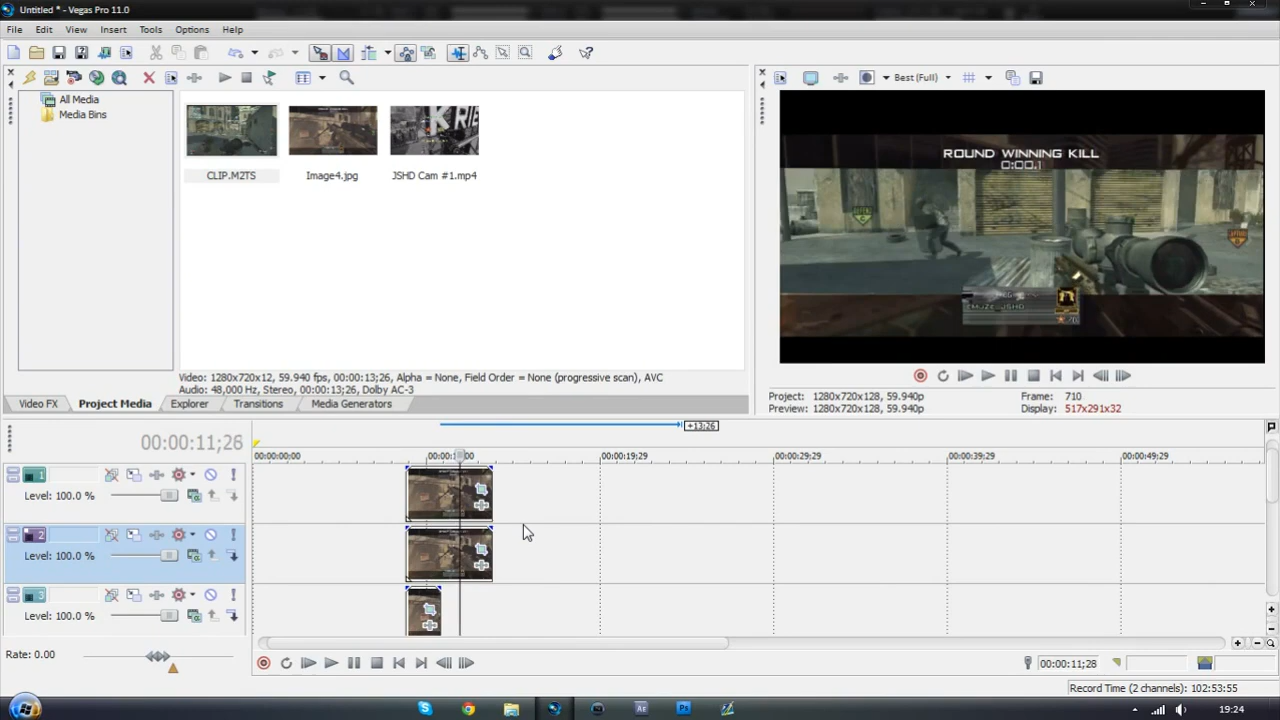 Untitled * - Vegas Pro 11.0
File Edit View Insert Tools Options Help
All Media
Media Bins
CLIP.M2TS
Image4.jpg
JSHD Cam #1.mp4
Video: 1280x720x12, 59.940 fps, 00:00:13;26, Alpha = None, Field Order = None (progressive scan), AVC
Audio: 48,000 Hz, Stereo, 00:00:13;26, Dolby AC-3
Video FX Project Media Explorer Transitions Media Generators
Best (Full)
ROUND WINNING KILL
0:00.1
Project: 1280x720x128, 59.940p
Frame: 710
Preview: 1280x720x128, 59.940p
Display: 517x291x32
00:00:11;26
+13;26
00:00:00;00
00:00:19;29
00:00:29;29
00:00:39;29
00:00:49;29
1
Level: 100.0 %
2
Level: 100.0 %
3
Level: 100.0 %
Rate: 0.00
00:00:11;28
Record Time (2 channels): 102:53:55
Ae
Ps
19:24